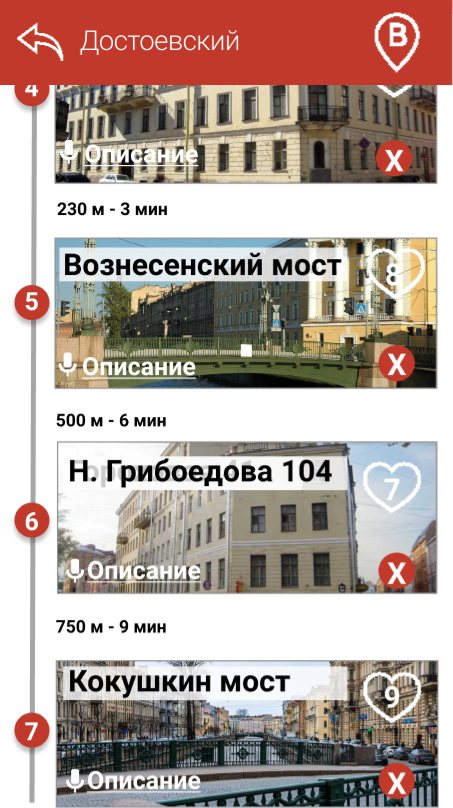 Достоевский
B
4
Описание
X
230 м - 3 мин
Вознесенский мост
8
5
Описание
X
500 м - 6 мин
Н. Грибоедова 104
7
6
Описание
X
750 м - 9 мин
Кокушкин мост
9
7
Описание
X